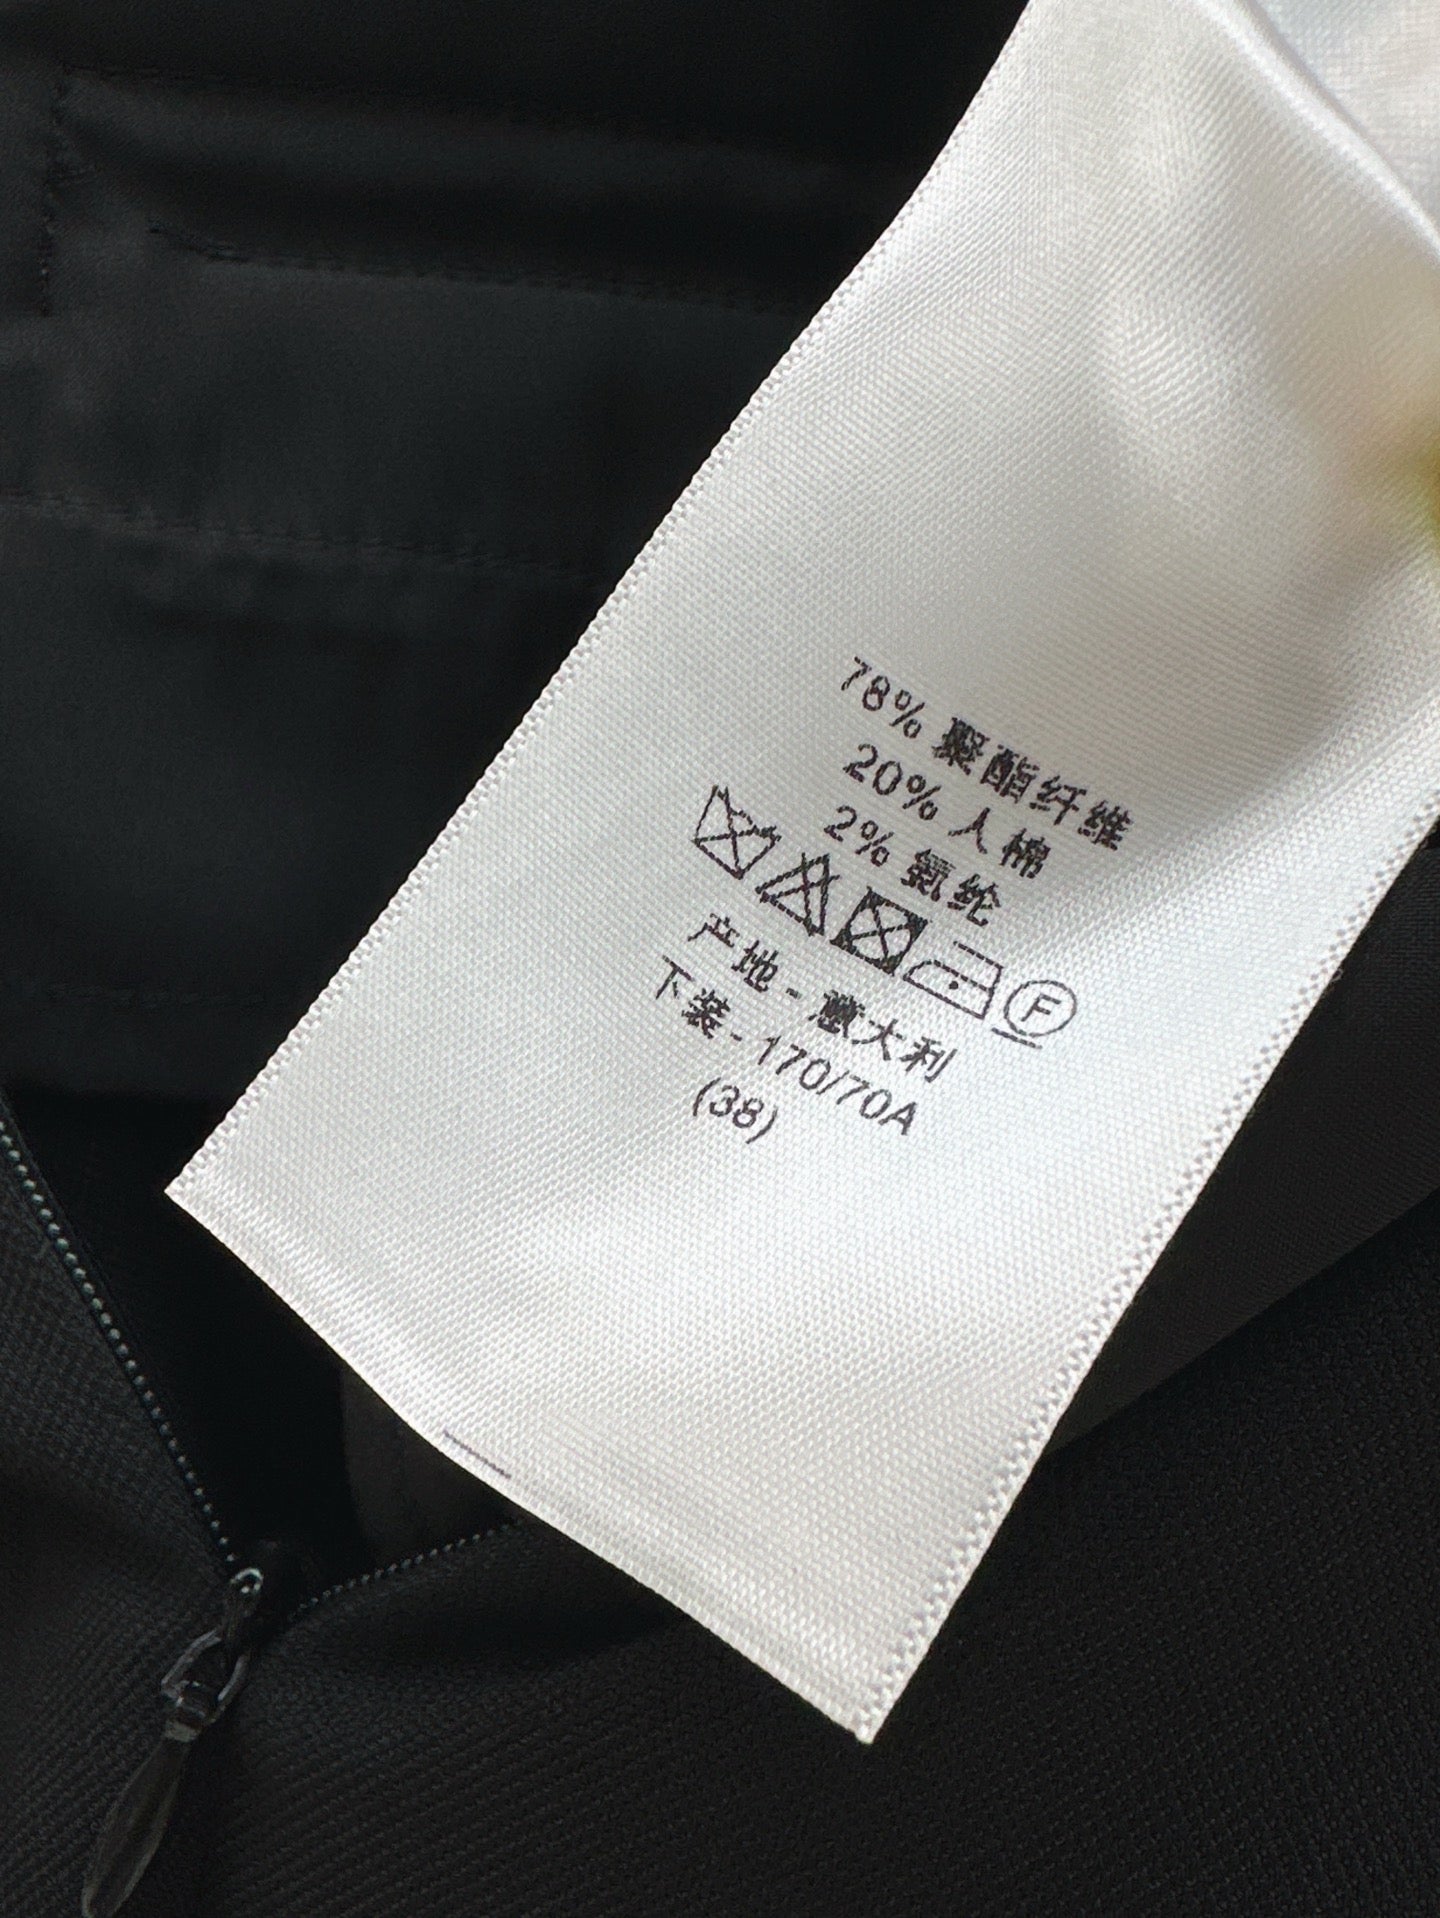 78% 聚酯纤维
20% 人棉
2% 氨纶
F
产地 - 意大利
下装 - 170/70A
(38)